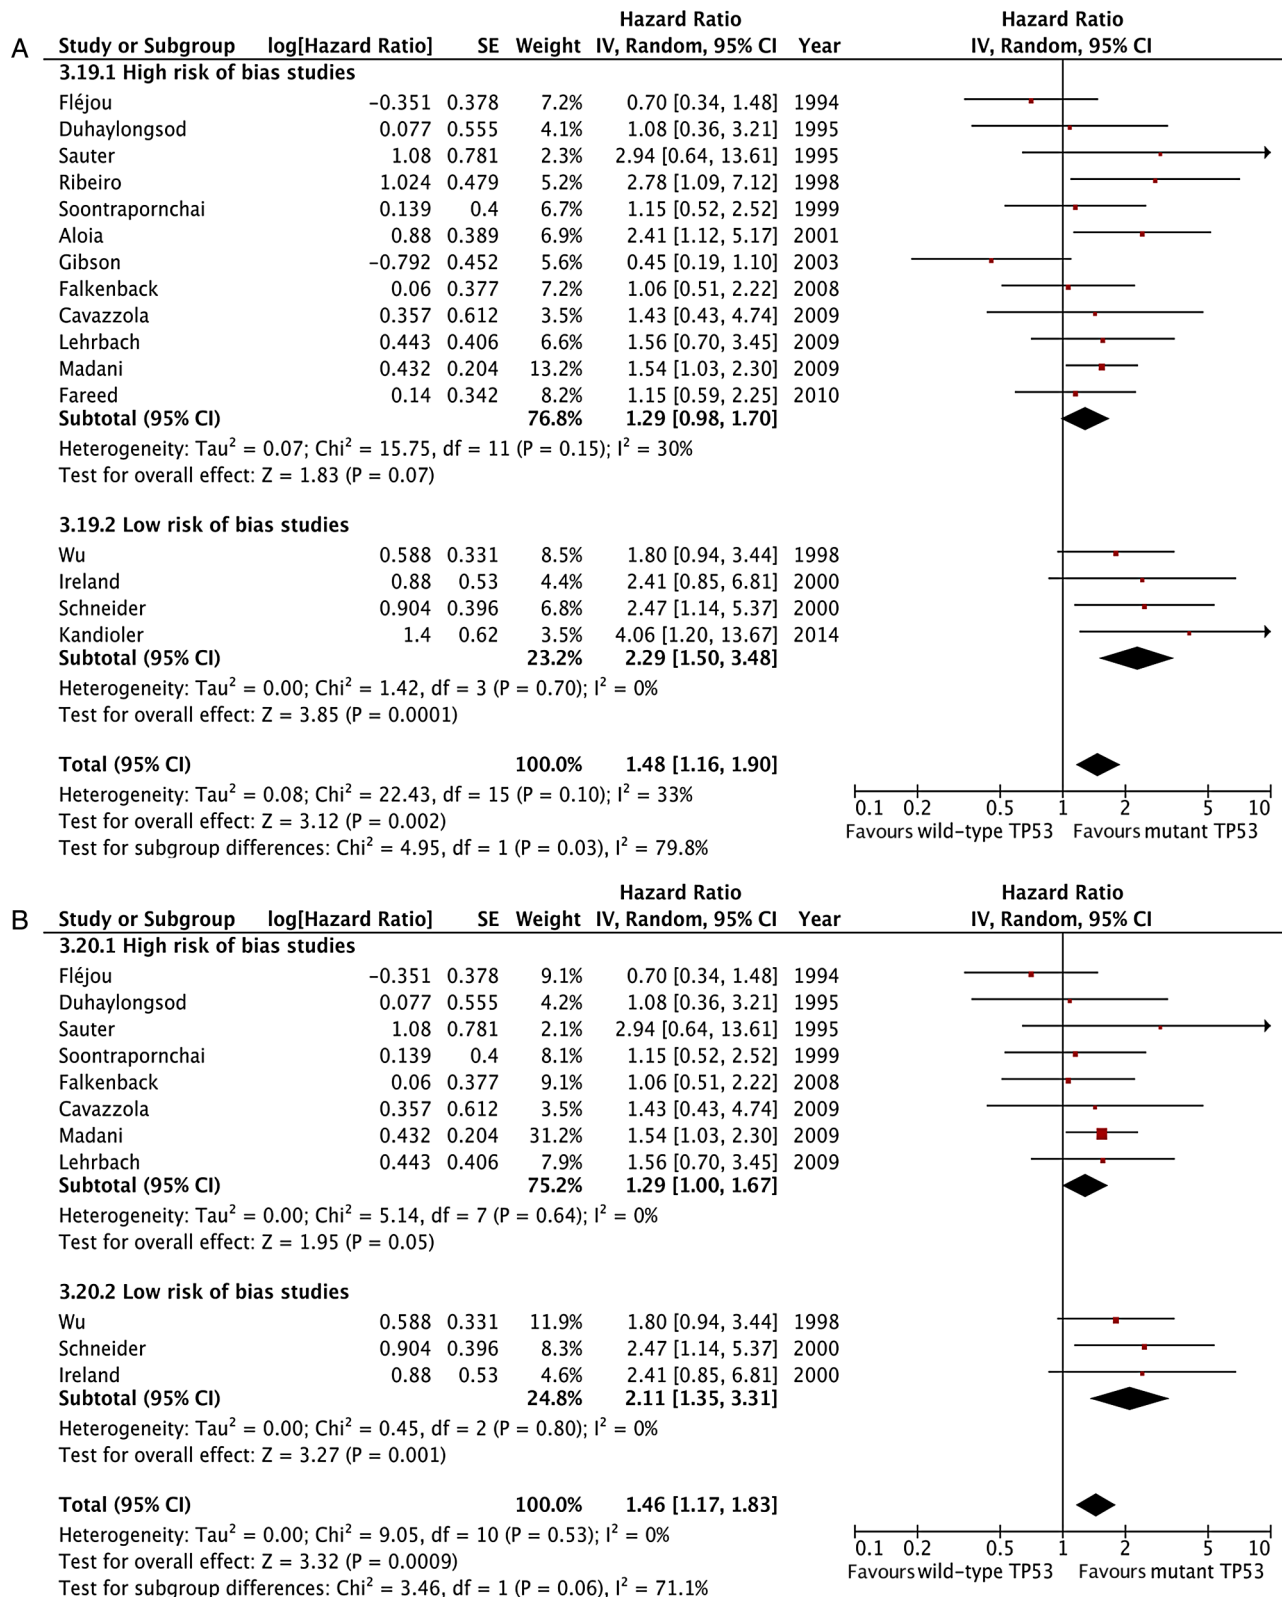 Hazard Ratio Hazard Ratio
A Study or Subgroup log[Hazard Ratio] SE Weight IV, Random, 95% CI Year IV, Random, 95% CI
3.19.1 High risk of bias studies
Fléjou −0.351 0.378 7.2% 0.70 [0.34, 1.48] 1994
Duhaylongsod 0.077 0.555 4.1% 1.08 [0.36, 3.21] 1995
Sauter 1.08 0.781 2.3% 2.94 [0.64, 13.61] 1995
Ribeiro 1.024 0.479 5.2% 2.78 [1.09, 7.12] 1998
Soontrapornchai 0.139 0.4 6.7% 1.15 [0.52, 2.52] 1999
Aloia 0.88 0.389 6.9% 2.41 [1.12, 5.17] 2001
Gibson −0.792 0.452 5.6% 0.45 [0.19, 1.10] 2003
Falkenback 0.06 0.377 7.2% 1.06 [0.51, 2.22] 2008
Cavazzola 0.357 0.612 3.5% 1.43 [0.43, 4.74] 2009
Lehrbach 0.443 0.406 6.6% 1.56 [0.70, 3.45] 2009
Madani 0.432 0.204 13.2% 1.54 [1.03, 2.30] 2009
Fareed 0.14 0.342 8.2% 1.15 [0.59, 2.25] 2010
Subtotal (95% CI) 76.8% 1.29 [0.98, 1.70]
Heterogeneity: Tau² = 0.07; Chi² = 15.75, df = 11 (P = 0.15); I² = 30%
Test for overall effect: Z = 1.83 (P = 0.07)
3.19.2 Low risk of bias studies
Wu 0.588 0.331 8.5% 1.80 [0.94, 3.44] 1998
Ireland 0.88 0.53 4.4% 2.41 [0.85, 6.81] 2000
Schneider 0.904 0.396 6.8% 2.47 [1.14, 5.37] 2000
Kandioler 1.4 0.62 3.5% 4.06 [1.20, 13.67] 2014
Subtotal (95% CI) 23.2% 2.29 [1.50, 3.48]
Heterogeneity: Tau² = 0.00; Chi² = 1.42, df = 3 (P = 0.70); I² = 0%
Test for overall effect: Z = 3.85 (P = 0.0001)
Total (95% CI) 100.0% 1.48 [1.16, 1.90]
Heterogeneity: Tau² = 0.08; Chi² = 22.43, df = 15 (P = 0.10); I² = 33%
Test for overall effect: Z = 3.12 (P = 0.002)
Test for subgroup differences: Chi² = 4.95, df = 1 (P = 0.03), I² = 79.8%
0.1 0.2 0.5 1 2 5 10
Favours wild-type TP53 Favours mutant TP53
Hazard Ratio Hazard Ratio
B Study or Subgroup log[Hazard Ratio] SE Weight IV, Random, 95% CI Year IV, Random, 95% CI
3.20.1 High risk of bias studies
Fléjou −0.351 0.378 9.1% 0.70 [0.34, 1.48] 1994
Duhaylongsod 0.077 0.555 4.2% 1.08 [0.36, 3.21] 1995
Sauter 1.08 0.781 2.1% 2.94 [0.64, 13.61] 1995
Soontrapornchai 0.139 0.4 8.1% 1.15 [0.52, 2.52] 1999
Falkenback 0.06 0.377 9.1% 1.06 [0.51, 2.22] 2008
Cavazzola 0.357 0.612 3.5% 1.43 [0.43, 4.74] 2009
Madani 0.432 0.204 31.2% 1.54 [1.03, 2.30] 2009
Lehrbach 0.443 0.406 7.9% 1.56 [0.70, 3.45] 2009
Subtotal (95% CI) 75.2% 1.29 [1.00, 1.67]
Heterogeneity: Tau² = 0.00; Chi² = 5.14, df = 7 (P = 0.64); I² = 0%
Test for overall effect: Z = 1.95 (P = 0.05)
3.20.2 Low risk of bias studies
Wu 0.588 0.331 11.9% 1.80 [0.94, 3.44] 1998
Schneider 0.904 0.396 8.3% 2.47 [1.14, 5.37] 2000
Ireland 0.88 0.53 4.6% 2.41 [0.85, 6.81] 2000
Subtotal (95% CI) 24.8% 2.11 [1.35, 3.31]
Heterogeneity: Tau² = 0.00; Chi² = 0.45, df = 2 (P = 0.80); I² = 0%
Test for overall effect: Z = 3.27 (P = 0.001)
Total (95% CI) 100.0% 1.46 [1.17, 1.83]
Heterogeneity: Tau² = 0.00; Chi² = 9.05, df = 10 (P = 0.53); I² = 0%
Test for overall effect: Z = 3.32 (P = 0.0009)
Test for subgroup differences: Chi² = 3.46, df = 1 (P = 0.06), I² = 71.1%
0.1 0.2 0.5 1 2 5 10
Favours wild-type TP53 Favours mutant TP53